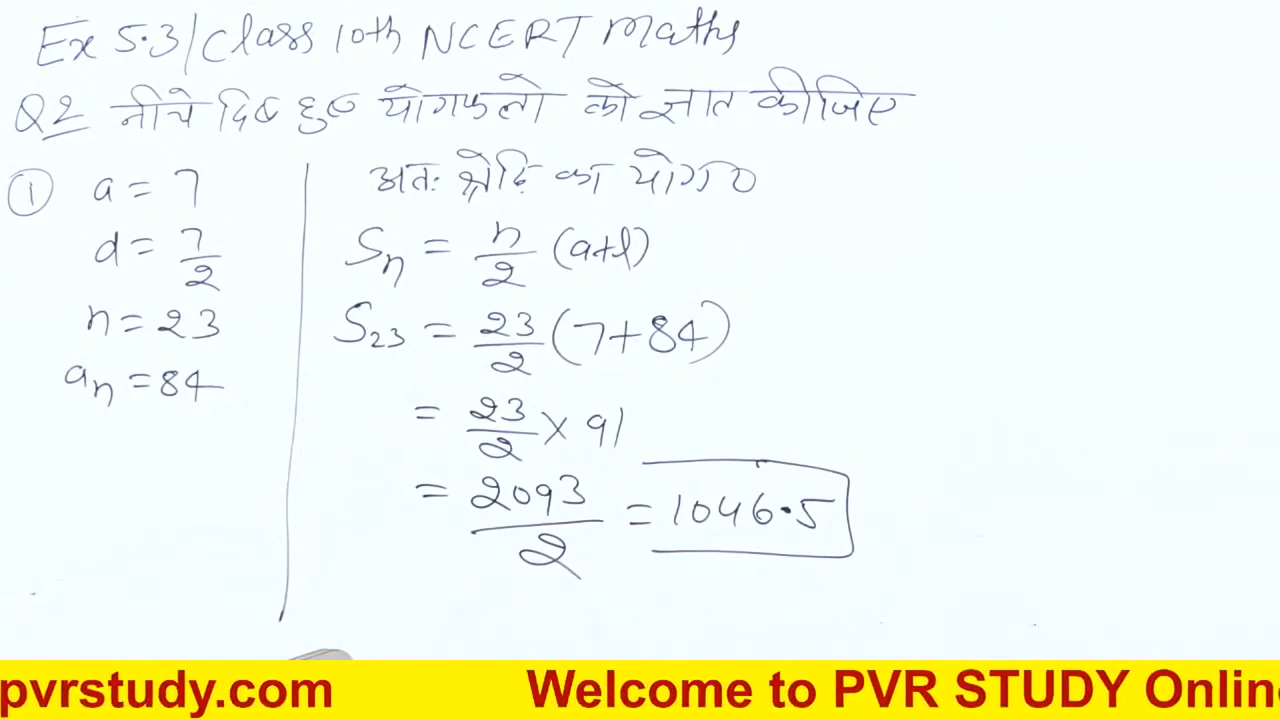 Ex 5.3/Class 10th NCERT Maths
Q2 नीचे दिए हुए योगफलो को ज्ञात कीजिए
① a = 7
d = 7/2
n = 23
an = 84
अतः श्रेढि का योगफल
Sn = n/2 (a+l)
S23 = 23/2 (7+84)
= 23/2 × 91
= 2093/2 = 1046.5
pvrstudy.com Welcome to PVR STUDY Onlin